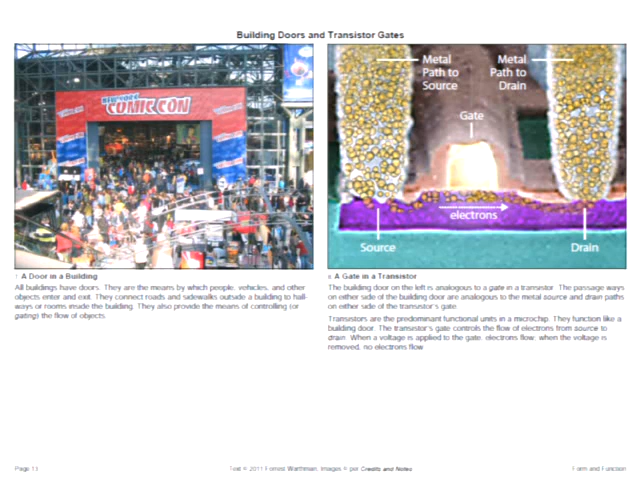 Building Doors and Transistor Gates
NEW YORK
COMIC CON
Metal
Path to
Source
Metal
Path to
Drain
Gate
electrons
Source
Drain
A Door in a Building
All buildings have doors. They are the means by which people, vehicles, and other
objects enter and exit. They connect roads and sidewalks outside a building to hall-
ways or rooms inside the building. They also provide the means of controlling (or
gating) the flow of objects.
A Gate in a Transistor
The building door on the left is analogous to a gate in a transistor. The passage ways
on either side of the building door are analogous to the metal source and drain paths
on either side of the transistor's gate.
Transistors are the predominant functional units in a microchip. They function like a
building door. The transistor's gate controls the flow of electrons from source to
drain. When a voltage is applied to the gate, electrons flow; when the voltage is
removed, no electrons flow.
Page 13
Text © 2011 Forrest Warthman, Images © per Credits and Notes
Form and Function